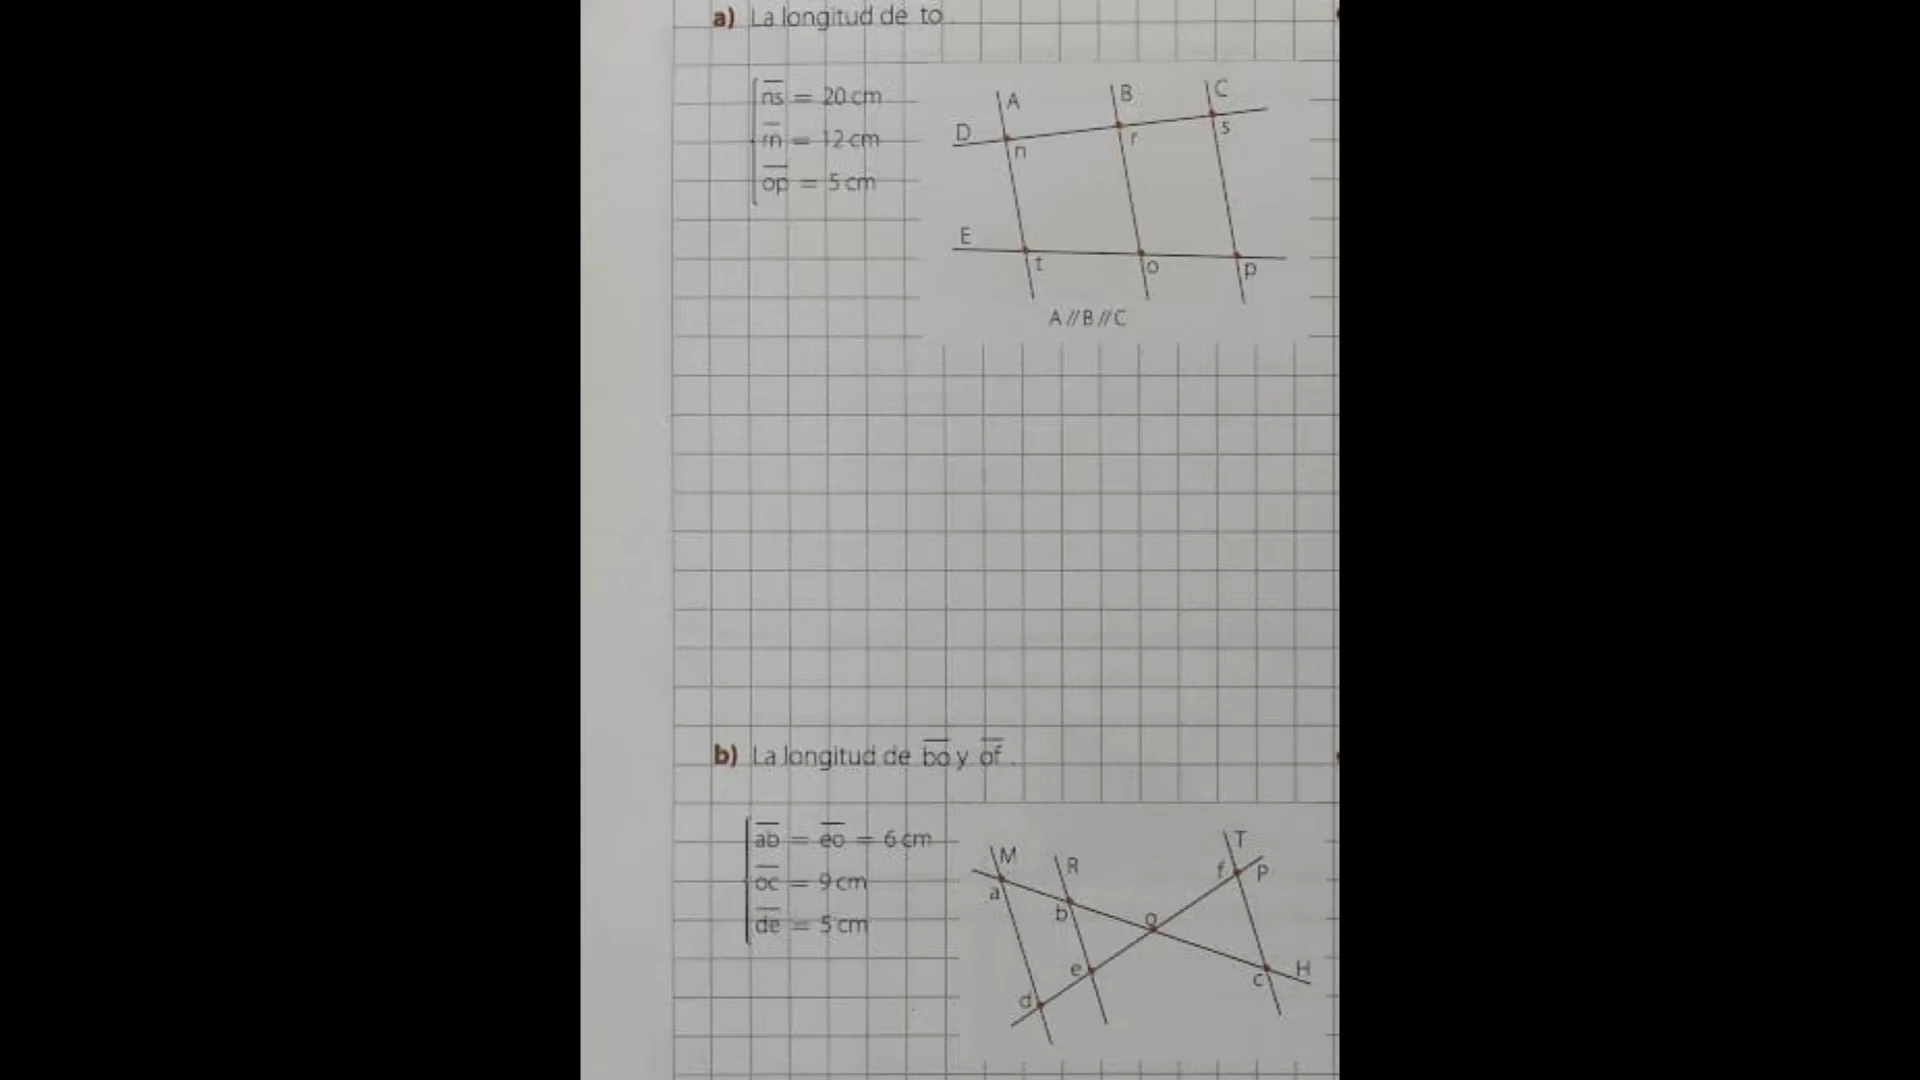 a) La longitud de to
ns = 20 cm
rn = 12 cm
op = 5 cm
A
B
C
D
n
r
s
E
t
o
p
A // B // C
b) La longitud de bo y of.
ab = eo = 6 cm
oc = 9 cm
de = 5 cm
M
R
T
f
P
a
b
o
e
c
H
d